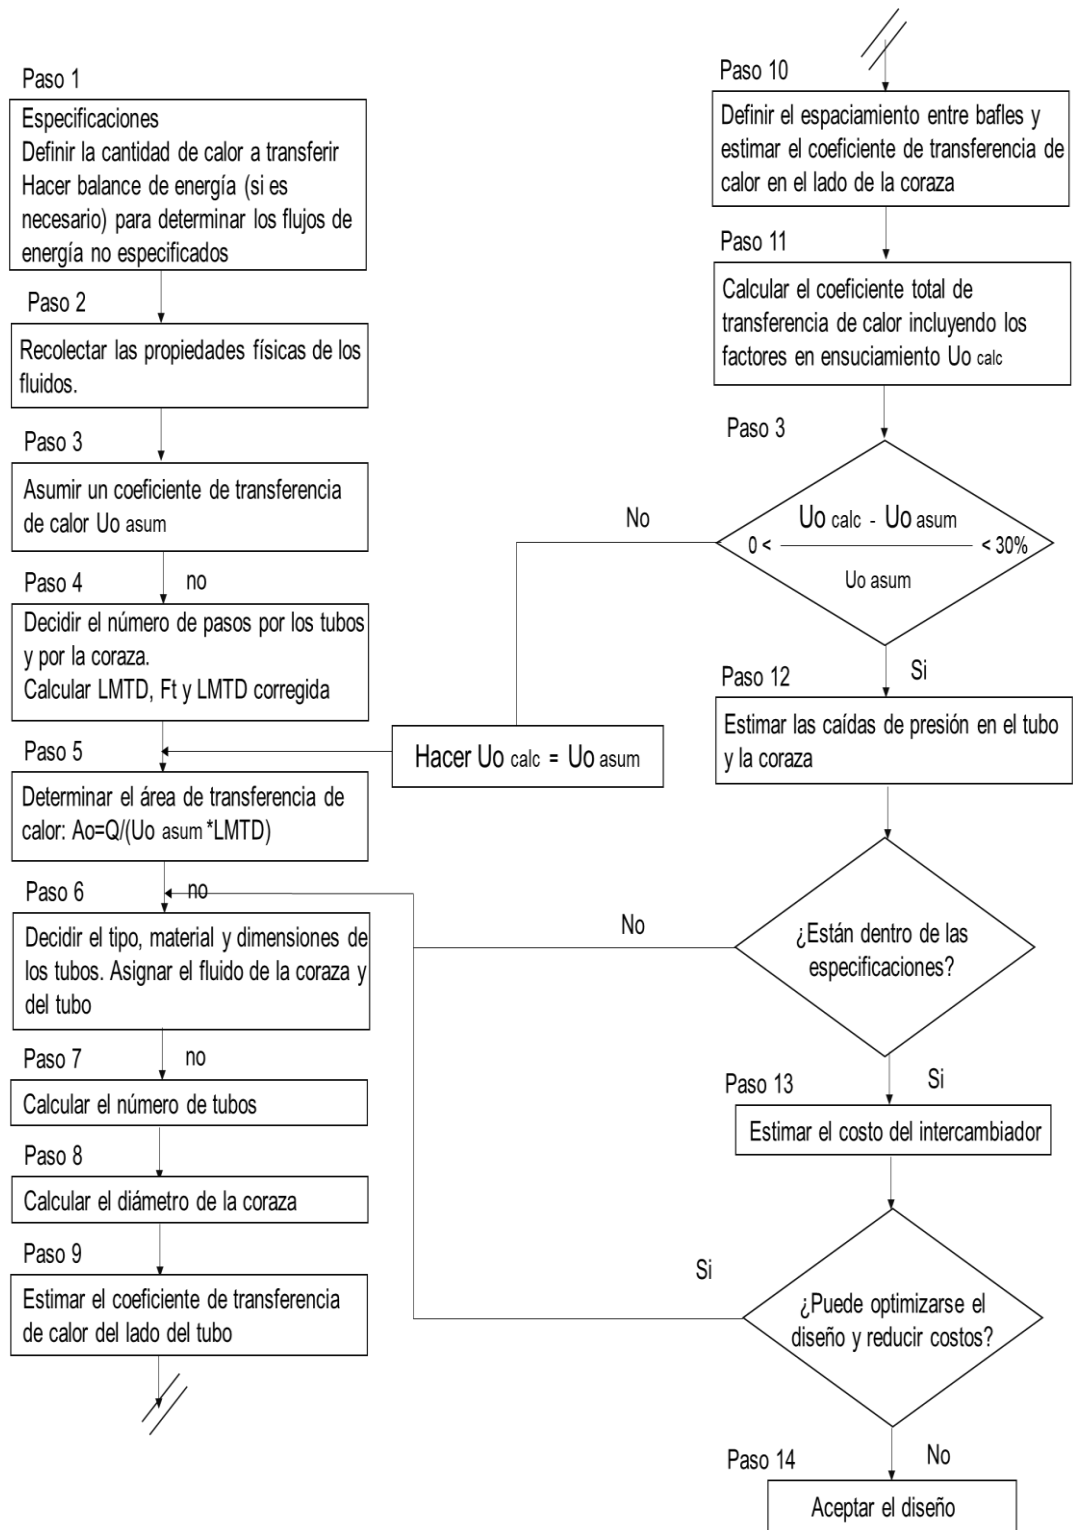 Paso 1
Especificaciones
Definir la cantidad de calor a transferir
Hacer balance de energía (si es
necesario) para determinar los flujos de
energía no especificados
Paso 2
Recolectar las propiedades físicas de los
fluidos.
Paso 3
Asumir un coeficiente de transferencia
de calor Uo asum
no
Paso 4
Decidir el número de pasos por los tubos
y por la coraza.
Calcular LMTD, Ft y LMTD corregida
Paso 5
Determinar el área de transferencia de
calor: Ao=Q/(Uo asum *LMTD)
Paso 6
no
Decidir el tipo, material y dimensiones de
los tubos. Asignar el fluido de la coraza y
del tubo
Paso 7
no
Calcular el número de tubos
Paso 8
Calcular el diámetro de la coraza
Paso 9
Estimar el coeficiente de transferencia
de calor del lado del tubo
Hacer Uo calc = Uo asum
Paso 10
Definir el espaciamiento entre bafles y
estimar el coeficiente de transferencia de
calor en el lado de la coraza
Paso 11
Calcular el coeficiente total de
transferencia de calor incluyendo los
factores en ensuciamiento Uo calc
Paso 3
No
Uo calc - Uo asum
0 < < 30%
Uo asum
Si
Paso 12
Estimar las caídas de presión en el tubo
y la coraza
No
¿Están dentro de las
especificaciones?
Si
Paso 13
Estimar el costo del intercambiador
Si
¿Puede optimizarse el
diseño y reducir costos?
No
Paso 14
Aceptar el diseño